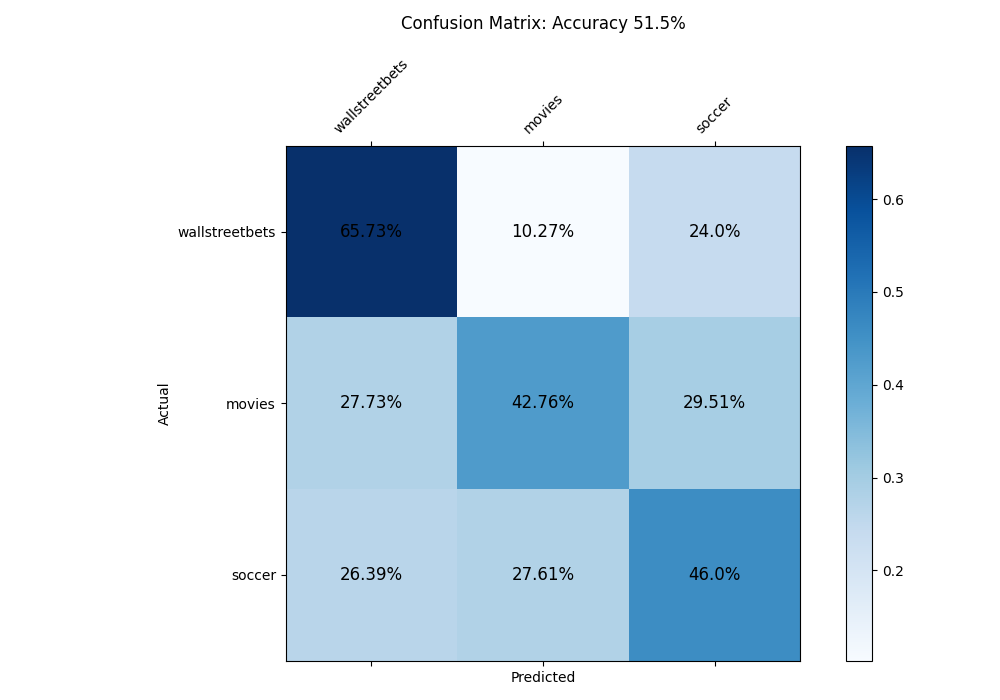 Confusion Matrix: Accuracy 51.5%
wallstreetbets
movies
soccer
wallstreetbets
65.73%
10.27%
24.0%
movies
27.73%
42.76%
29.51%
soccer
26.39%
27.61%
46.0%
Actual
Predicted
0.6
0.5
0.4
0.3
0.2